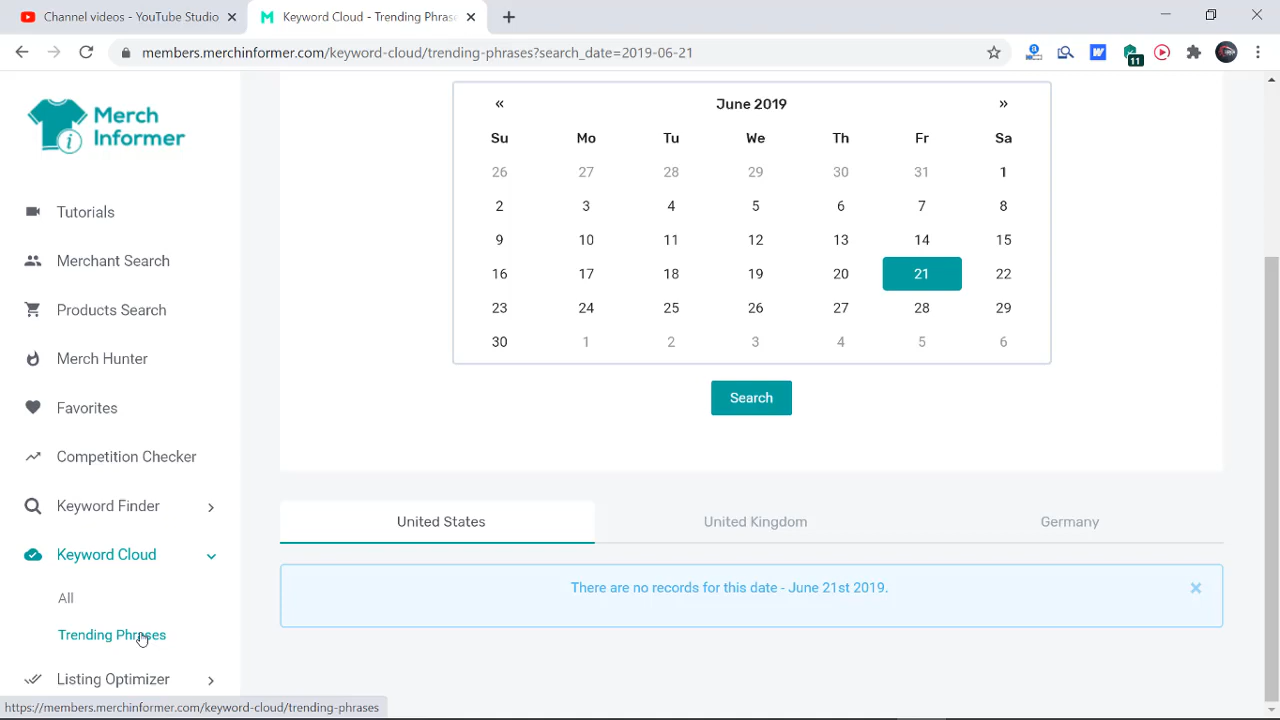 Channel videos - YouTube Studio
Keyword Cloud - Trending Phrase
members.merchinformer.com/keyword-cloud/trending-phrases?search_date=2019-06-21
11
Merch
Informer
Tutorials
Merchant Search
Products Search
Merch Hunter
Favorites
Competition Checker
Keyword Finder
Keyword Cloud
All
Trending Phrases
Listing Optimizer
« June 2019 »
Su Mo Tu We Th Fr Sa
26 27 28 29 30 31 1
2 3 4 5 6 7 8
9 10 11 12 13 14 15
16 17 18 19 20 21 22
23 24 25 26 27 28 29
30 1 2 3 4 5 6
Search
United States United Kingdom Germany
There are no records for this date - June 21st 2019.
https://members.merchinformer.com/keyword-cloud/trending-phrases